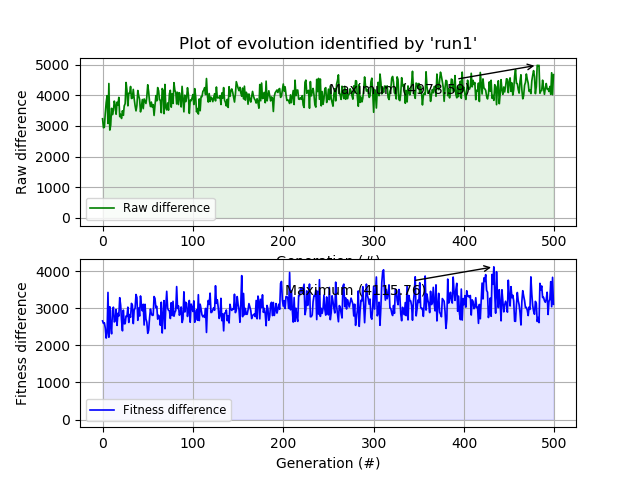 Plot of evolution identified by 'run1'
5000
4000
3000
2000
1000
0
Raw difference
Maximum (4978.59)
Raw difference
0 100 200 300 400 500
Generation (#)
4000
3000
2000
1000
0
Fitness difference
Maximum (4115.76)
Fitness difference
0 100 200 300 400 500
Generation (#)